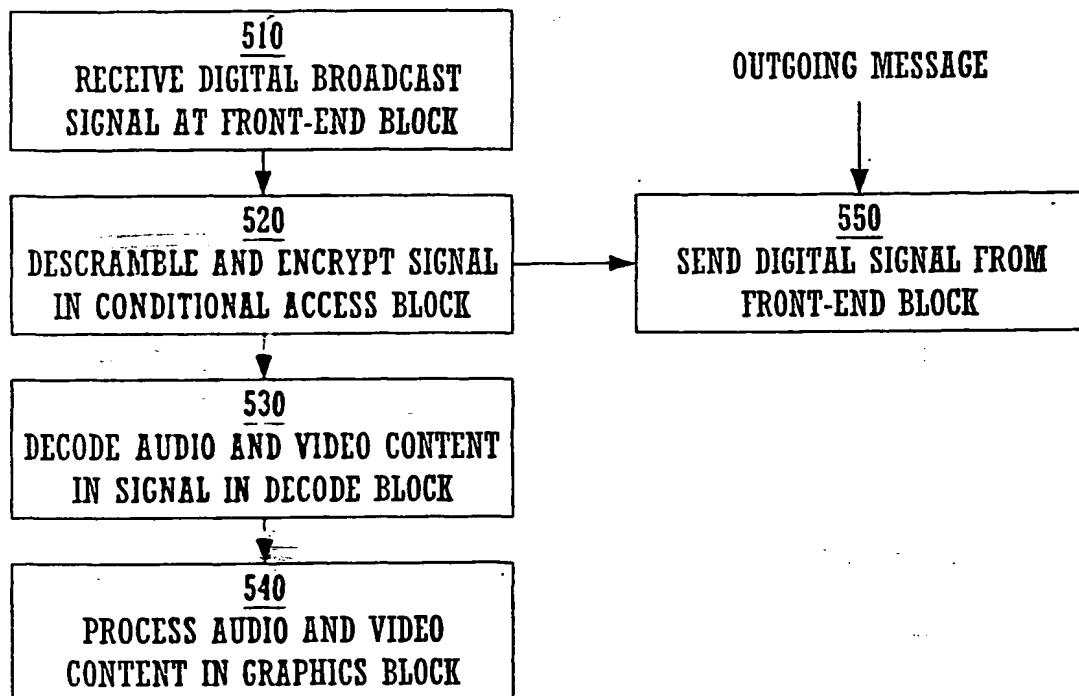 510
RECEIVE DIGITAL BROADCAST
SIGNAL AT FRONT-END BLOCK
OUTGOING MESSAGE
520
DESCRAMBLE AND ENCRYPT SIGNAL
IN CONDITIONAL ACCESS BLOCK
550
SEND DIGITAL SIGNAL FROM
FRONT-END BLOCK
530
DECODE AUDIO AND VIDEO CONTENT
IN SIGNAL IN DECODE BLOCK
540
PROCESS AUDIO AND VIDEO
CONTENT IN GRAPHICS BLOCK